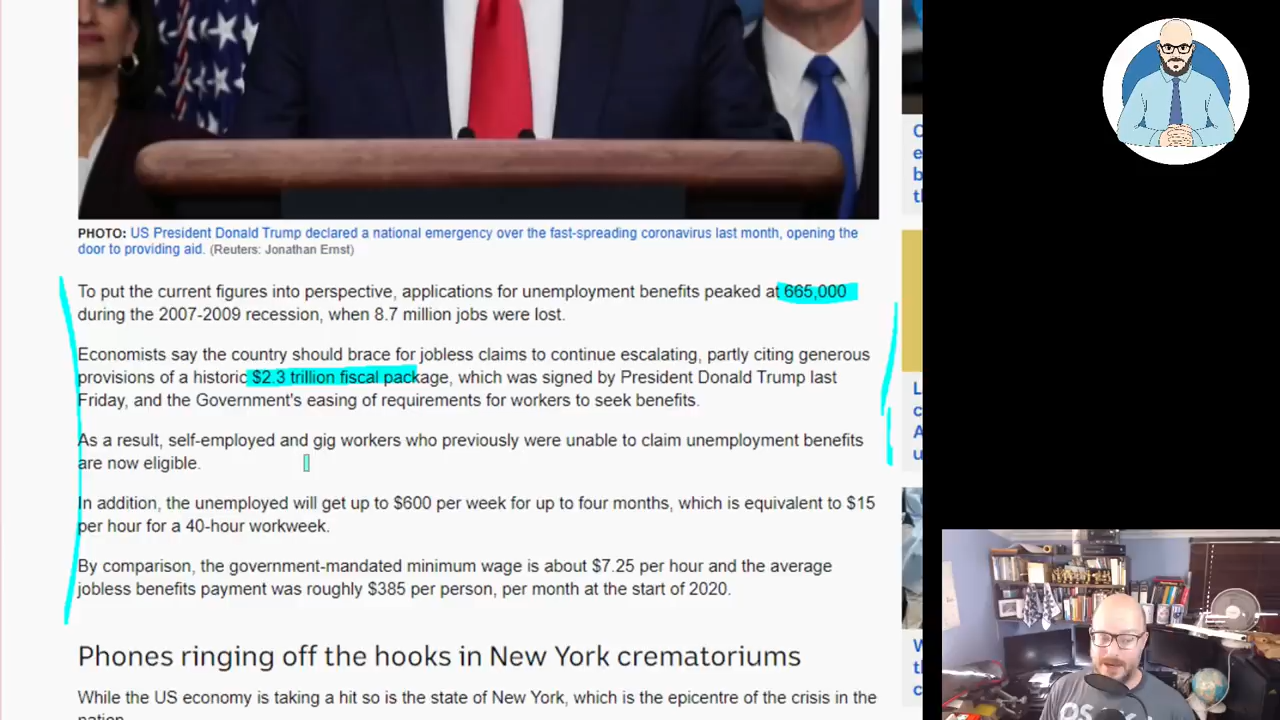 PHOTO: US President Donald Trump declared a national emergency over the fast-spreading coronavirus last month, opening the
door to providing aid. (Reuters: Jonathan Ernst)
To put the current figures into perspective, applications for unemployment benefits peaked at 665,000
during the 2007-2009 recession, when 8.7 million jobs were lost.
Economists say the country should brace for jobless claims to continue escalating, partly citing generous
provisions of a historic $2.3 trillion fiscal package, which was signed by President Donald Trump last
Friday, and the Government's easing of requirements for workers to seek benefits.
As a result, self-employed and gig workers who previously were unable to claim unemployment benefits
are now eligible.
In addition, the unemployed will get up to $600 per week for up to four months, which is equivalent to $15
per hour for a 40-hour workweek.
By comparison, the government-mandated minimum wage is about $7.25 per hour and the average
jobless benefits payment was roughly $385 per person, per month at the start of 2020.
Phones ringing off the hooks in New York crematoriums
While the US economy is taking a hit so is the state of New York, which is the epicentre of the crisis in the
nation.